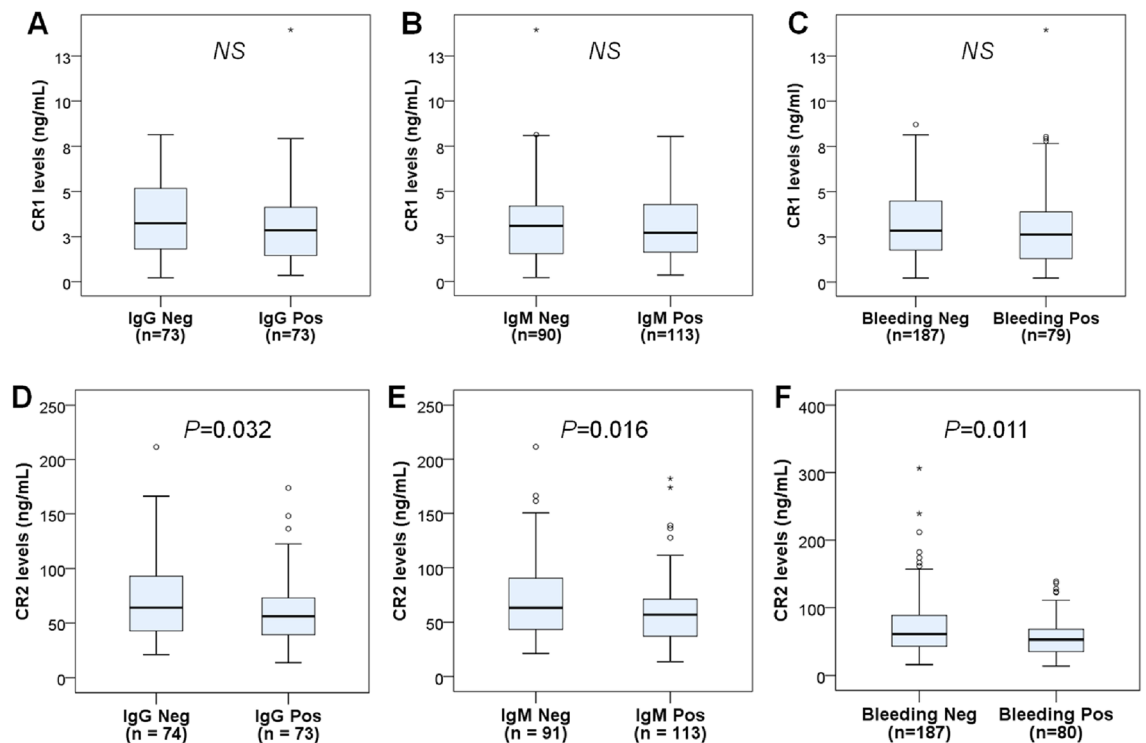 A
NS
CR1 levels (ng/mL)
13
10
8
5
3
0
IgG Neg
(n=73)
IgG Pos
(n=73)
B
NS
CR1 levels (ng/mL)
13
10
8
5
3
0
IgM Neg
(n=90)
IgM Pos
(n=113)
C
NS
CR1 levels (ng/ml)
13
10
8
5
3
0
Bleeding Neg
(n=187)
Bleeding Pos
(n=79)
D
P=0.032
CR2 levels (ng/mL)
250
200
150
100
50
0
IgG Neg
(n = 74)
IgG Pos
(n = 73)
E
P=0.016
CR2 levels (ng/mL)
250
200
150
100
50
0
IgM Neg
(n = 91)
IgM Pos
(n = 113)
F
P=0.011
CR2 levels (ng/mL)
400
300
200
100
0
Bleeding Neg
(n=187)
Bleeding Pos
(n=80)